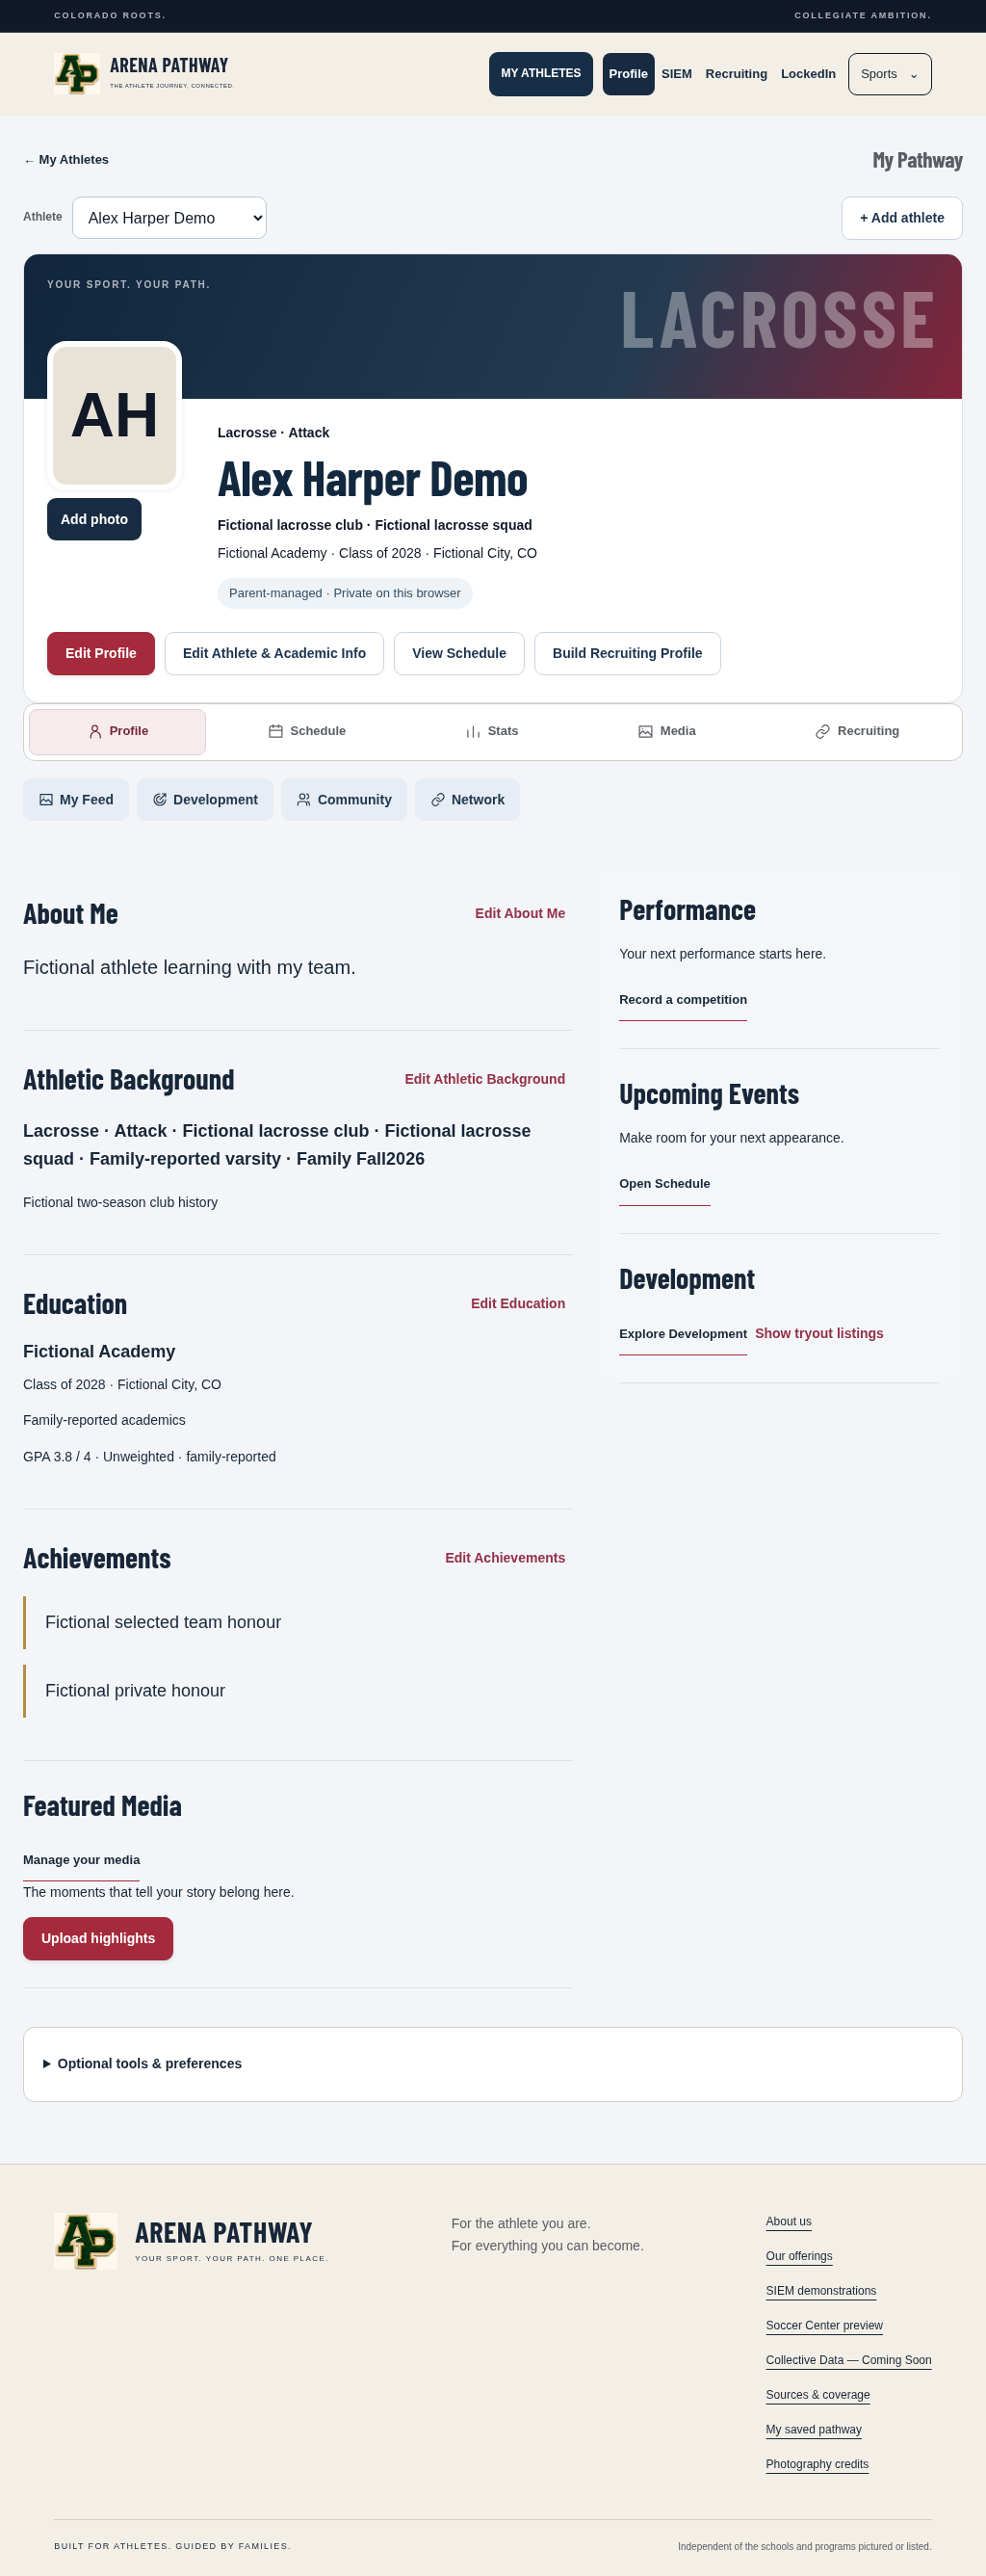 COLORADO ROOTS.
COLLEGIATE AMBITION.
AP
ARENA PATHWAY
THE ATHLETE JOURNEY, CONNECTED.
MY ATHLETES
Profile
SIEM
Recruiting
LockedIn
Sports
← My Athletes
My Pathway
Athlete
Alex Harper Demo
+ Add athlete
YOUR SPORT. YOUR PATH.
LACROSSE
AH
Add photo
Lacrosse · Attack
Alex Harper Demo
Fictional lacrosse club · Fictional lacrosse squad
Fictional Academy · Class of 2028 · Fictional City, CO
Parent-managed · Private on this browser
Edit Profile
Edit Athlete & Academic Info
View Schedule
Build Recruiting Profile
Profile
Schedule
Stats
Media
Recruiting
My Feed
Development
Community
Network
About Me
Edit About Me
Fictional athlete learning with my team.
Athletic Background
Edit Athletic Background
Lacrosse · Attack · Fictional lacrosse club · Fictional lacrosse
squad · Family-reported varsity · Family Fall2026
Fictional two-season club history
Education
Edit Education
Fictional Academy
Class of 2028 · Fictional City, CO
Family-reported academics
GPA 3.8 / 4 · Unweighted · family-reported
Achievements
Edit Achievements
Fictional selected team honour
Fictional private honour
Featured Media
Manage your media
The moments that tell your story belong here.
Upload highlights
Performance
Your next performance starts here.
Record a competition
Upcoming Events
Make room for your next appearance.
Open Schedule
Development
Explore Development
Show tryout listings
Optional tools & preferences
AP
ARENA PATHWAY
YOUR SPORT. YOUR PATH. ONE PLACE.
For the athlete you are.
For everything you can become.
About us
Our offerings
SIEM demonstrations
Soccer Center preview
Collective Data — Coming Soon
Sources & coverage
My saved pathway
Photography credits
BUILT FOR ATHLETES. GUIDED BY FAMILIES.
Independent of the schools and programs pictured or listed.